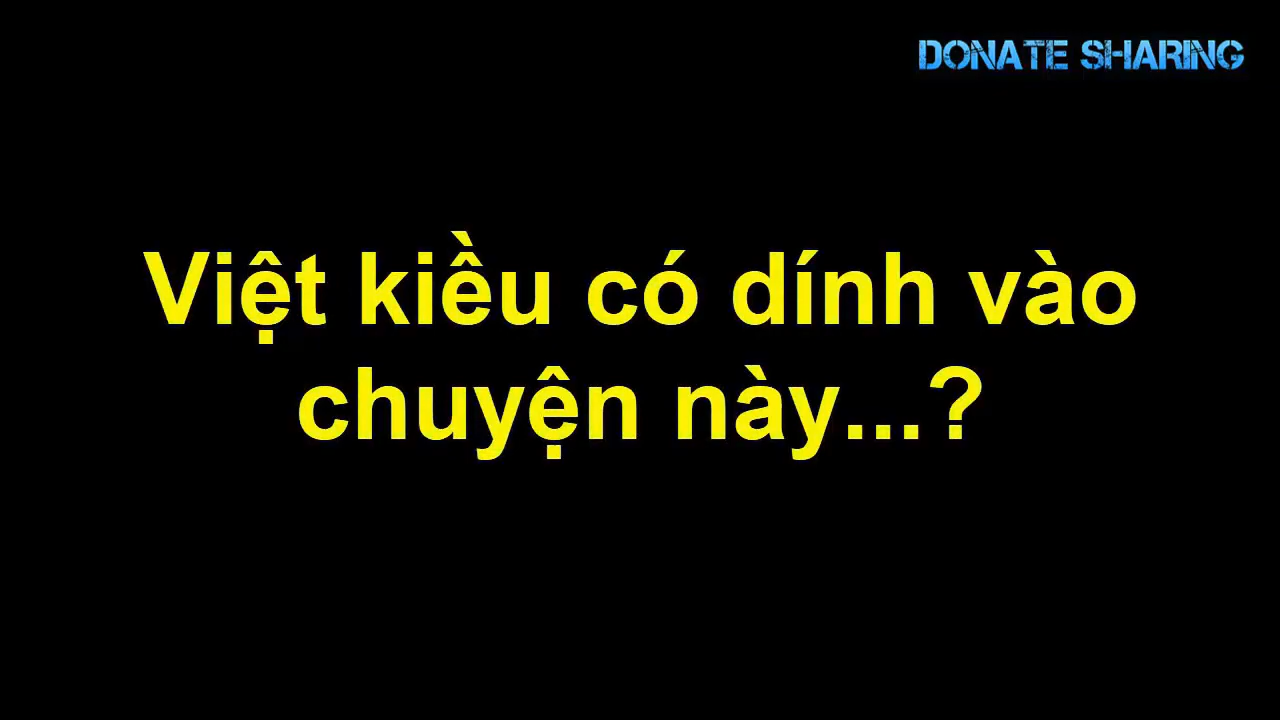 DONATE SHARING
Việt kiều có dính vào
chuyện này...?